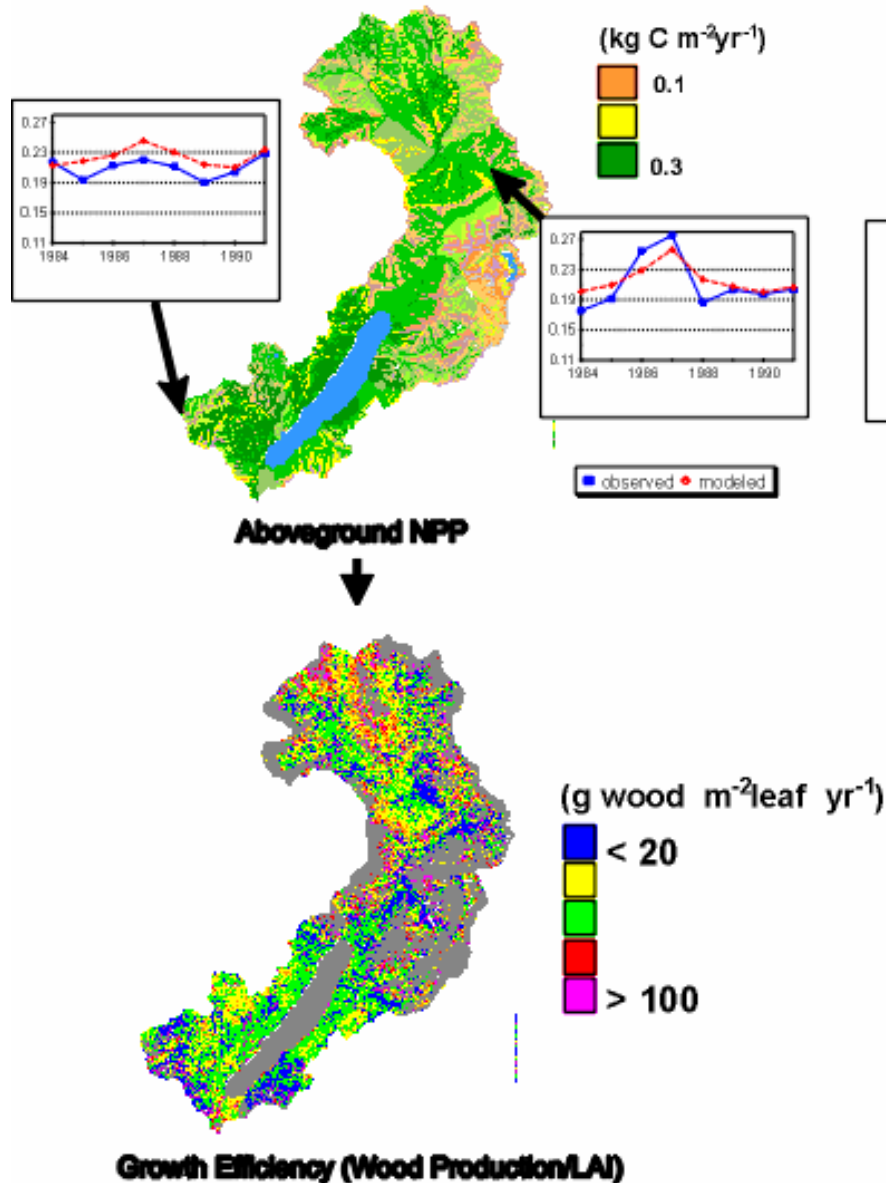 (kg C m⁻²yr⁻¹)
0.1
0.3
0.27
0.23
0.19
0.15
0.11
1984 1986 1988 1990
0.27
0.23
0.19
0.15
0.11
1984 1986 1988 1990
observed modeled
Aboveground NPP
(g wood m⁻²leaf yr⁻¹)
< 20
> 100
Growth Efficiency (Wood Production/LAI)